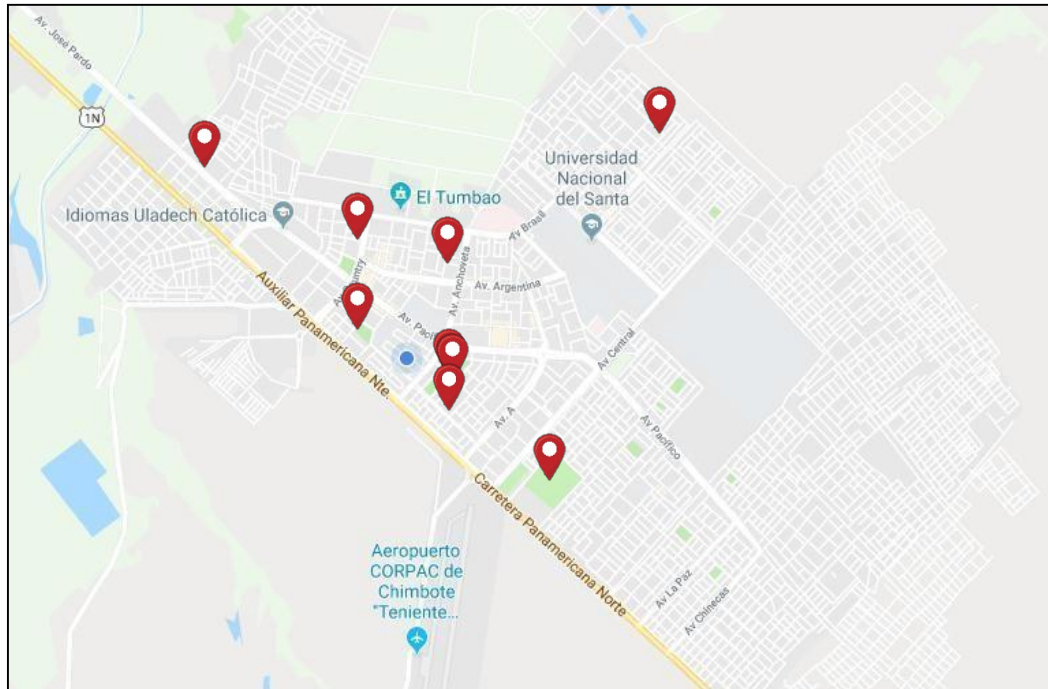 Av. José Pardo
1N
Universidad
Nacional
del Santa
El Tumbao
Idiomas Uladech Católica
Av Brasil
Av. Anchoveta
Av. Argentina
Auxiliar Panamericana Nte.
Av Central
Av. A
Av Pacífico
Carretera Panamericana Norte
Aeropuerto
CORPAC de
Chimbote
"Teniente...
Av La Paz
Av Chinecas